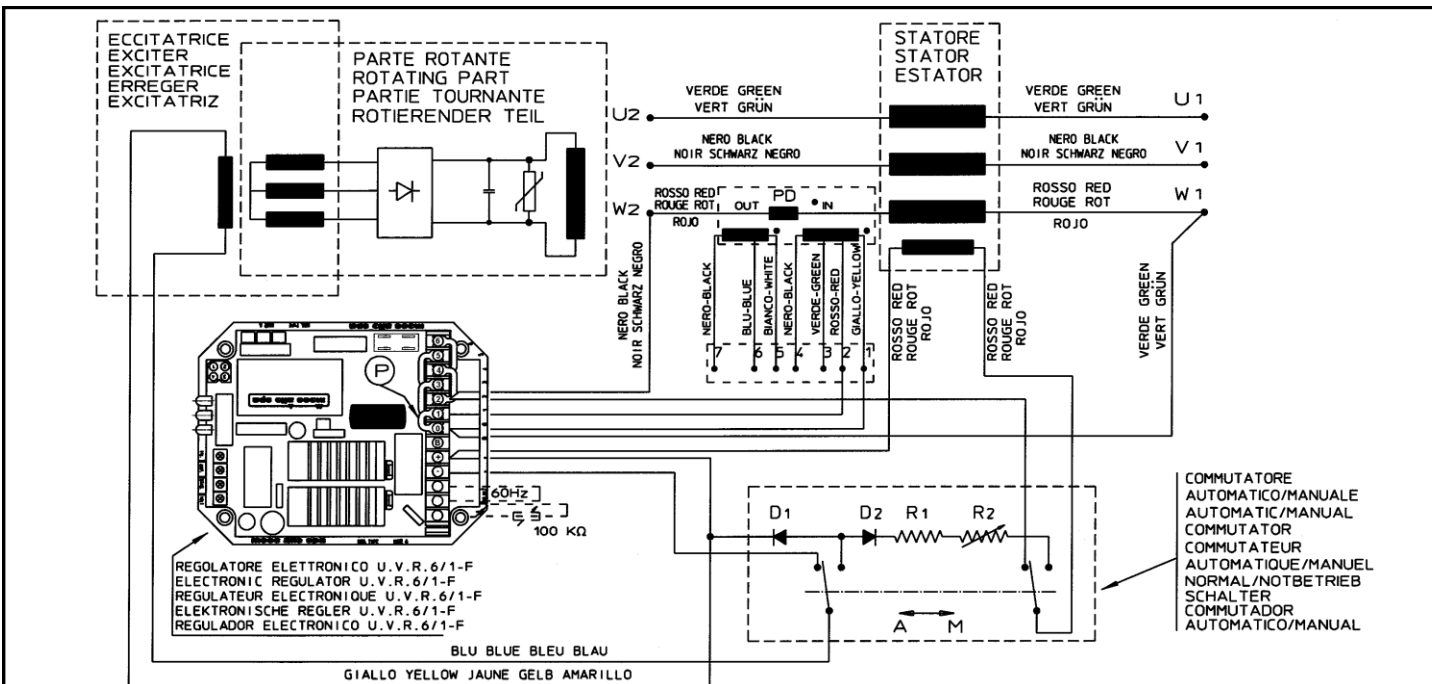 ECCITATRICE
EXCITER
EXCITATRICE
ERREGER
EXCITATRIZ
PARTE ROTANTE
ROTATING PART
PARTIE TOURNANTE
ROTIERENDER TEIL
STATORE
STATOR
ESTATOR
U2
VERDE GREEN
VERT GRÜN
VERDE GREEN
VERT GRÜN
U1
V2
NERO BLACK
NOIR SCHWARZ NEGRO
NERO BLACK
NOIR SCHWARZ NEGRO
V1
W2
ROSSO RED
ROUGE ROT
ROJO
OUT
PD
IN
ROSSO RED
ROUGE ROT
ROJO
W1
NERO BLACK
NOIR SCHWARZ NEGRO
NERO-BLACK
BLU-BLUE
BIANCO-WHITE
NERO-BLACK
VERDE-GREEN
ROSSO-RED
GIALLO-YELLOW
7 6 5 4 3 2 1
ROSSO RED
ROUGE ROT
ROJO
ROSSO RED
ROUGE ROT
ROJO
VERDE GREEN
VERT GRÜN
P
60Hz
100 KΩ
REGOLATORE ELETTRONICO U.V.R.6/1-F
ELECTRONIC REGULATOR U.V.R.6/1-F
REGULATEUR ELECTRONIQUE U.V.R.6/1-F
ELEKTRONISCHE REGLER U.V.R.6/1-F
REGULADOR ELECTRONICO U.V.R.6/1-F
D1 D2 R1 R2
A M
COMMUTATORE
AUTOMATICO/MANUALE
AUTOMATIC/MANUAL
COMMUTATOR
COMMUTATEUR
AUTOMATIQUE/MANUEL
NORMAL/NOTBETRIEB
SCHALTER
COMMUTADOR
AUTOMATICO/MANUAL
BLU BLUE BLEU BLAU
GIALLO YELLOW JAUNE GELB AMARILLO